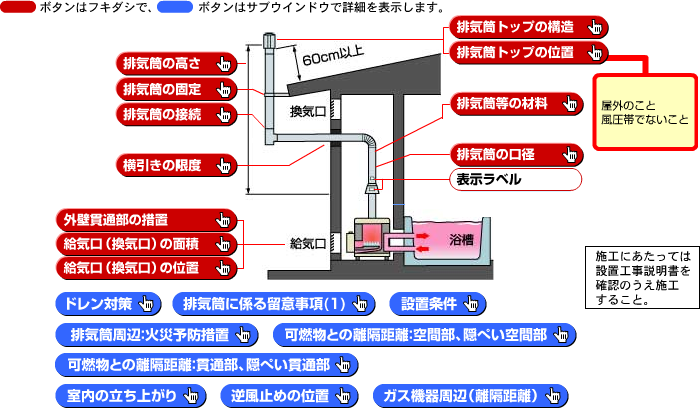 ボタンはフキダシで、 ボタンはサブウインドウで詳細を表示します。
排気筒トップの構造
排気筒トップの位置
60cm以上
排気筒の高さ
排気筒の固定
排気筒の接続
換気口
排気筒等の材料
屋外のこと
風圧帯でないこと
横引きの限度
排気筒の口径
表示ラベル
外壁貫通部の措置
給気口(換気口)の面積
給気口(換気口)の位置
給気口
浴槽
施工にあたっては
設置工事説明書を
確認のうえ施工
すること。
ドレン対策
排気筒に係る留意事項(1)
設置条件
排気筒周辺:火災予防措置
可燃物との離隔距離:空間部、隠ぺい空間部
可燃物との離隔距離:貫通部、隠ぺい貫通部
室内の立ち上がり
逆風止めの位置
ガス機器周辺(離隔距離)